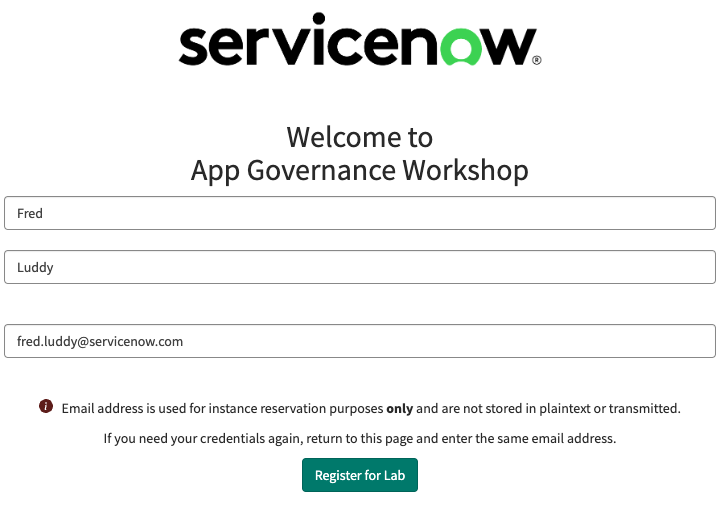 servicenow®
Welcome to
App Governance Workshop
Fred
Luddy
fred.luddy@servicenow.com
i Email address is used for instance reservation purposes only and are not stored in plaintext or transmitted.
If you need your credentials again, return to this page and enter the same email address.
Register for Lab